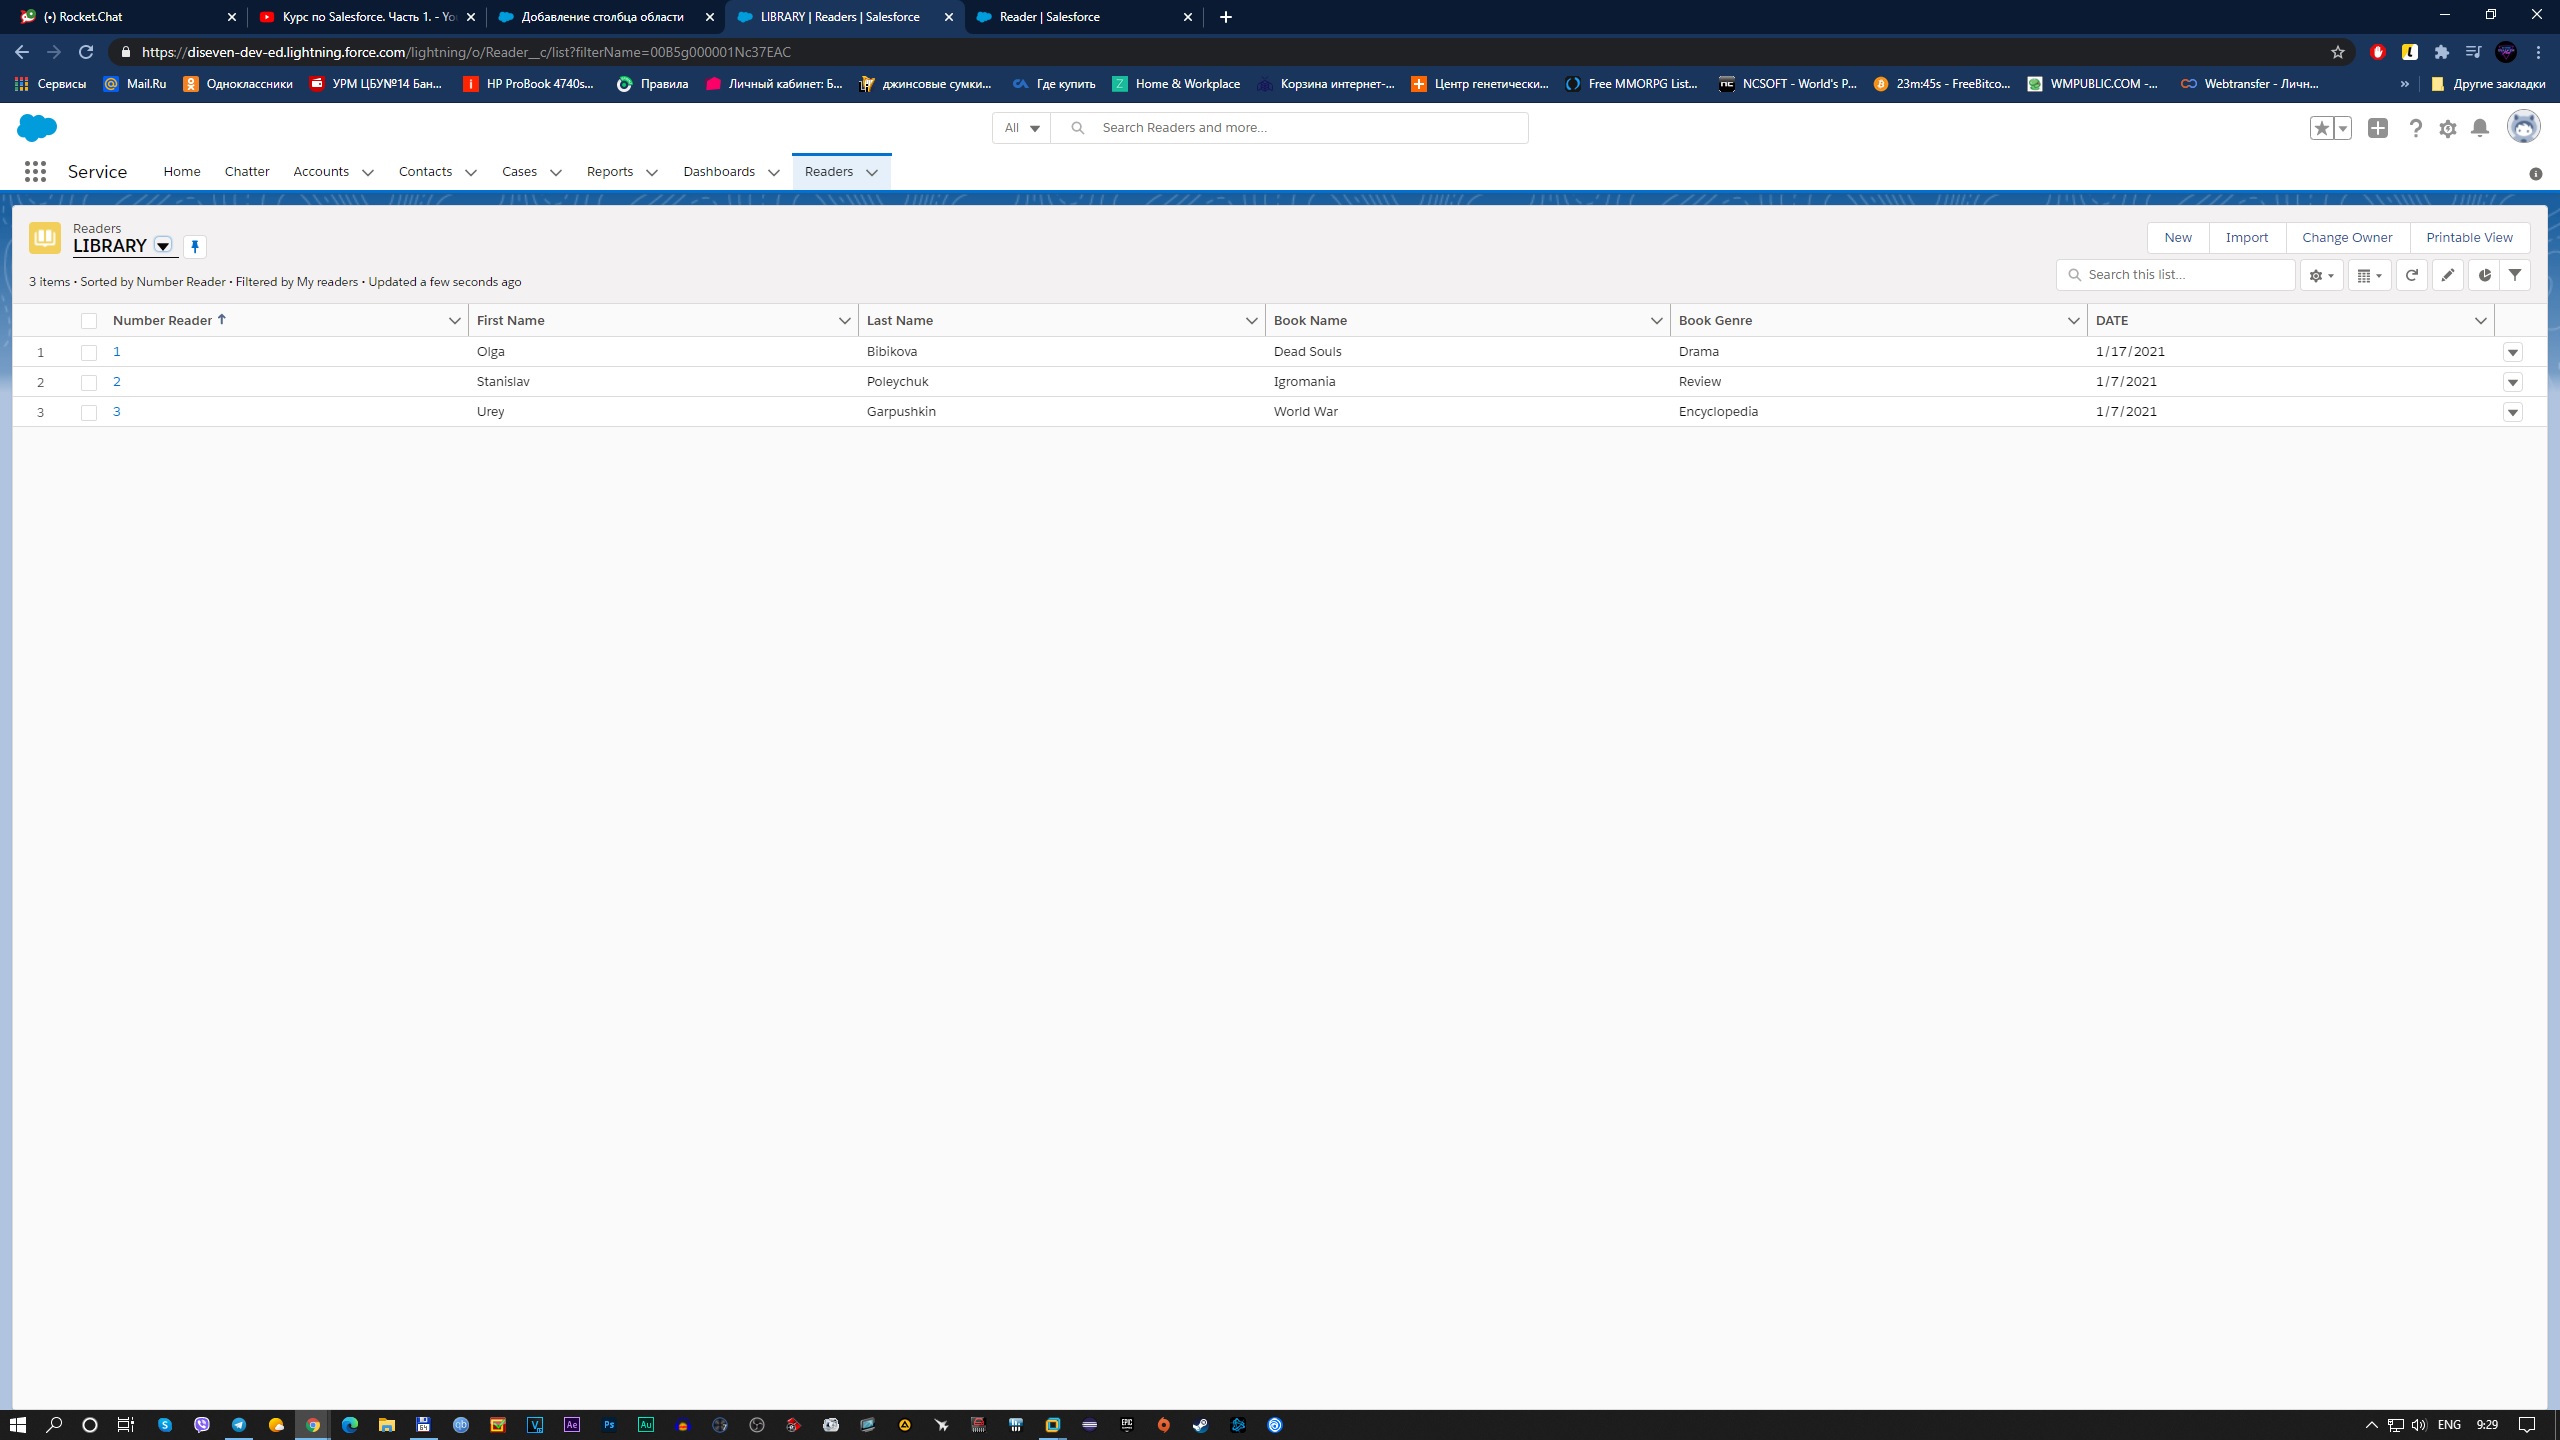 (•) Rocket.Chat
Курс по Salesforce. Часть 1. - Yo
Добавление столбца области
LIBRARY | Readers | Salesforce
Reader | Salesforce
https://diseven-dev-ed.lightning.force.com/lightning/o/Reader__c/list?filterName=00B5g000001Nc37EAC
Сервисы
Mail.Ru
Одноклассники
УРМ ЦБУ№14 Бан...
HP ProBook 4740s...
Правила
Личный кабинет: Б...
джинсовые сумки...
Где купить
Home & Workplace
Корзина интернет-...
Центр генетически...
Free MMORPG List...
NCSOFT - World's P...
23m:45s - FreeBitco...
WMPUBLIC.COM -...
Webtransfer - Личн...
»
Другие закладки
All
Search Readers and more...
Service
Home
Chatter
Accounts
Contacts
Cases
Reports
Dashboards
Readers
Readers
LIBRARY
New
Import
Change Owner
Printable View
3 items • Sorted by Number Reader • Filtered by My readers • Updated a few seconds ago
Search this list...
Number Reader ↑ First Name Last Name Book Name Book Genre DATE
1 1 Olga Bibikova Dead Souls Drama 1/17/2021
2 2 Stanislav Poleychuk Igromania Review 1/7/2021
3 3 Urey Garpushkin World War Encyclopedia 1/7/2021
ENG
9:29